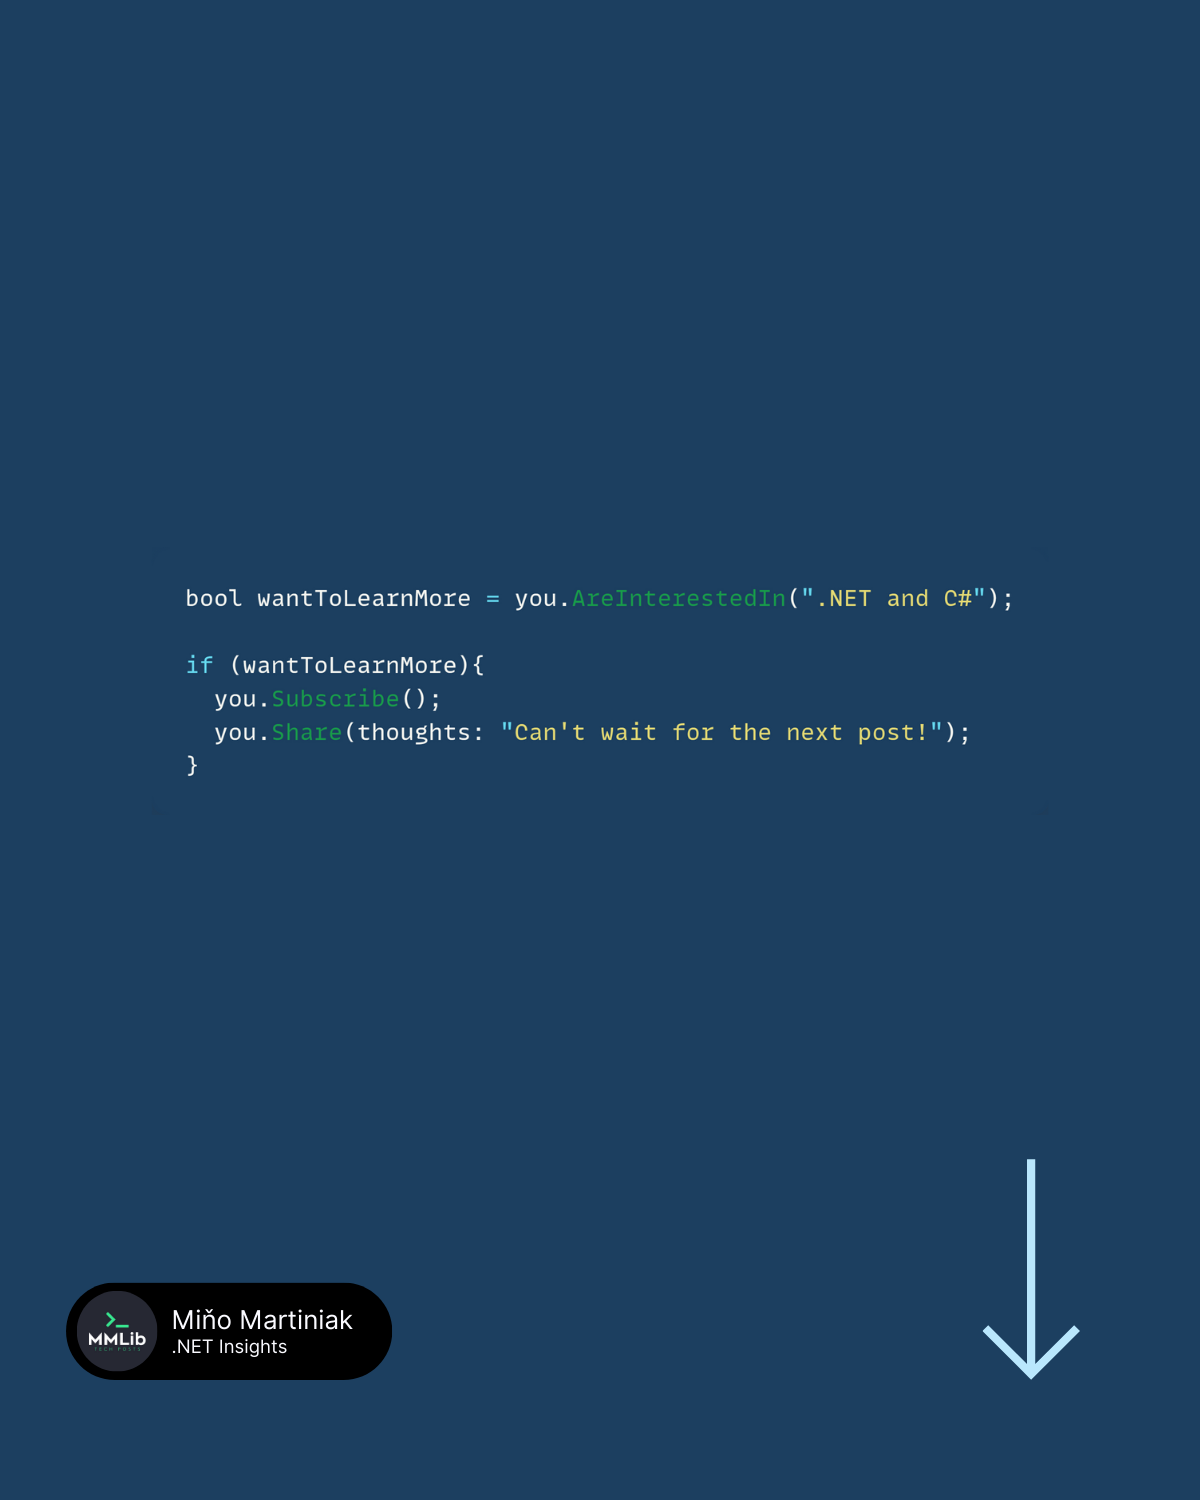 bool wantToLearnMore = you.AreInterestedIn(".NET and C#");
if (wantToLearnMore){
you.Subscribe();
you.Share(thoughts: "Can't wait for the next post!");
}
>_
MMLib
TECH POSTS
Miňo Martiniak
.NET Insights